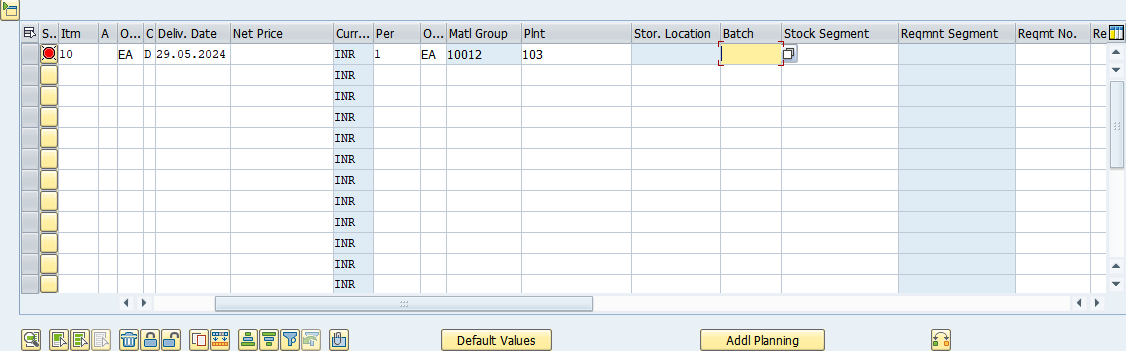 S.. Itm A O... C Deliv. Date Net Price Curr... Per O... Matl Group Plnt Stor. Location Batch Stock Segment Reqmnt Segment Reqmt No. Re
10 EA D 29.05.2024 INR 1 EA 10012 103
INR
INR
INR
INR
INR
INR
INR
INR
INR
INR
INR
Default Values Addl Planning